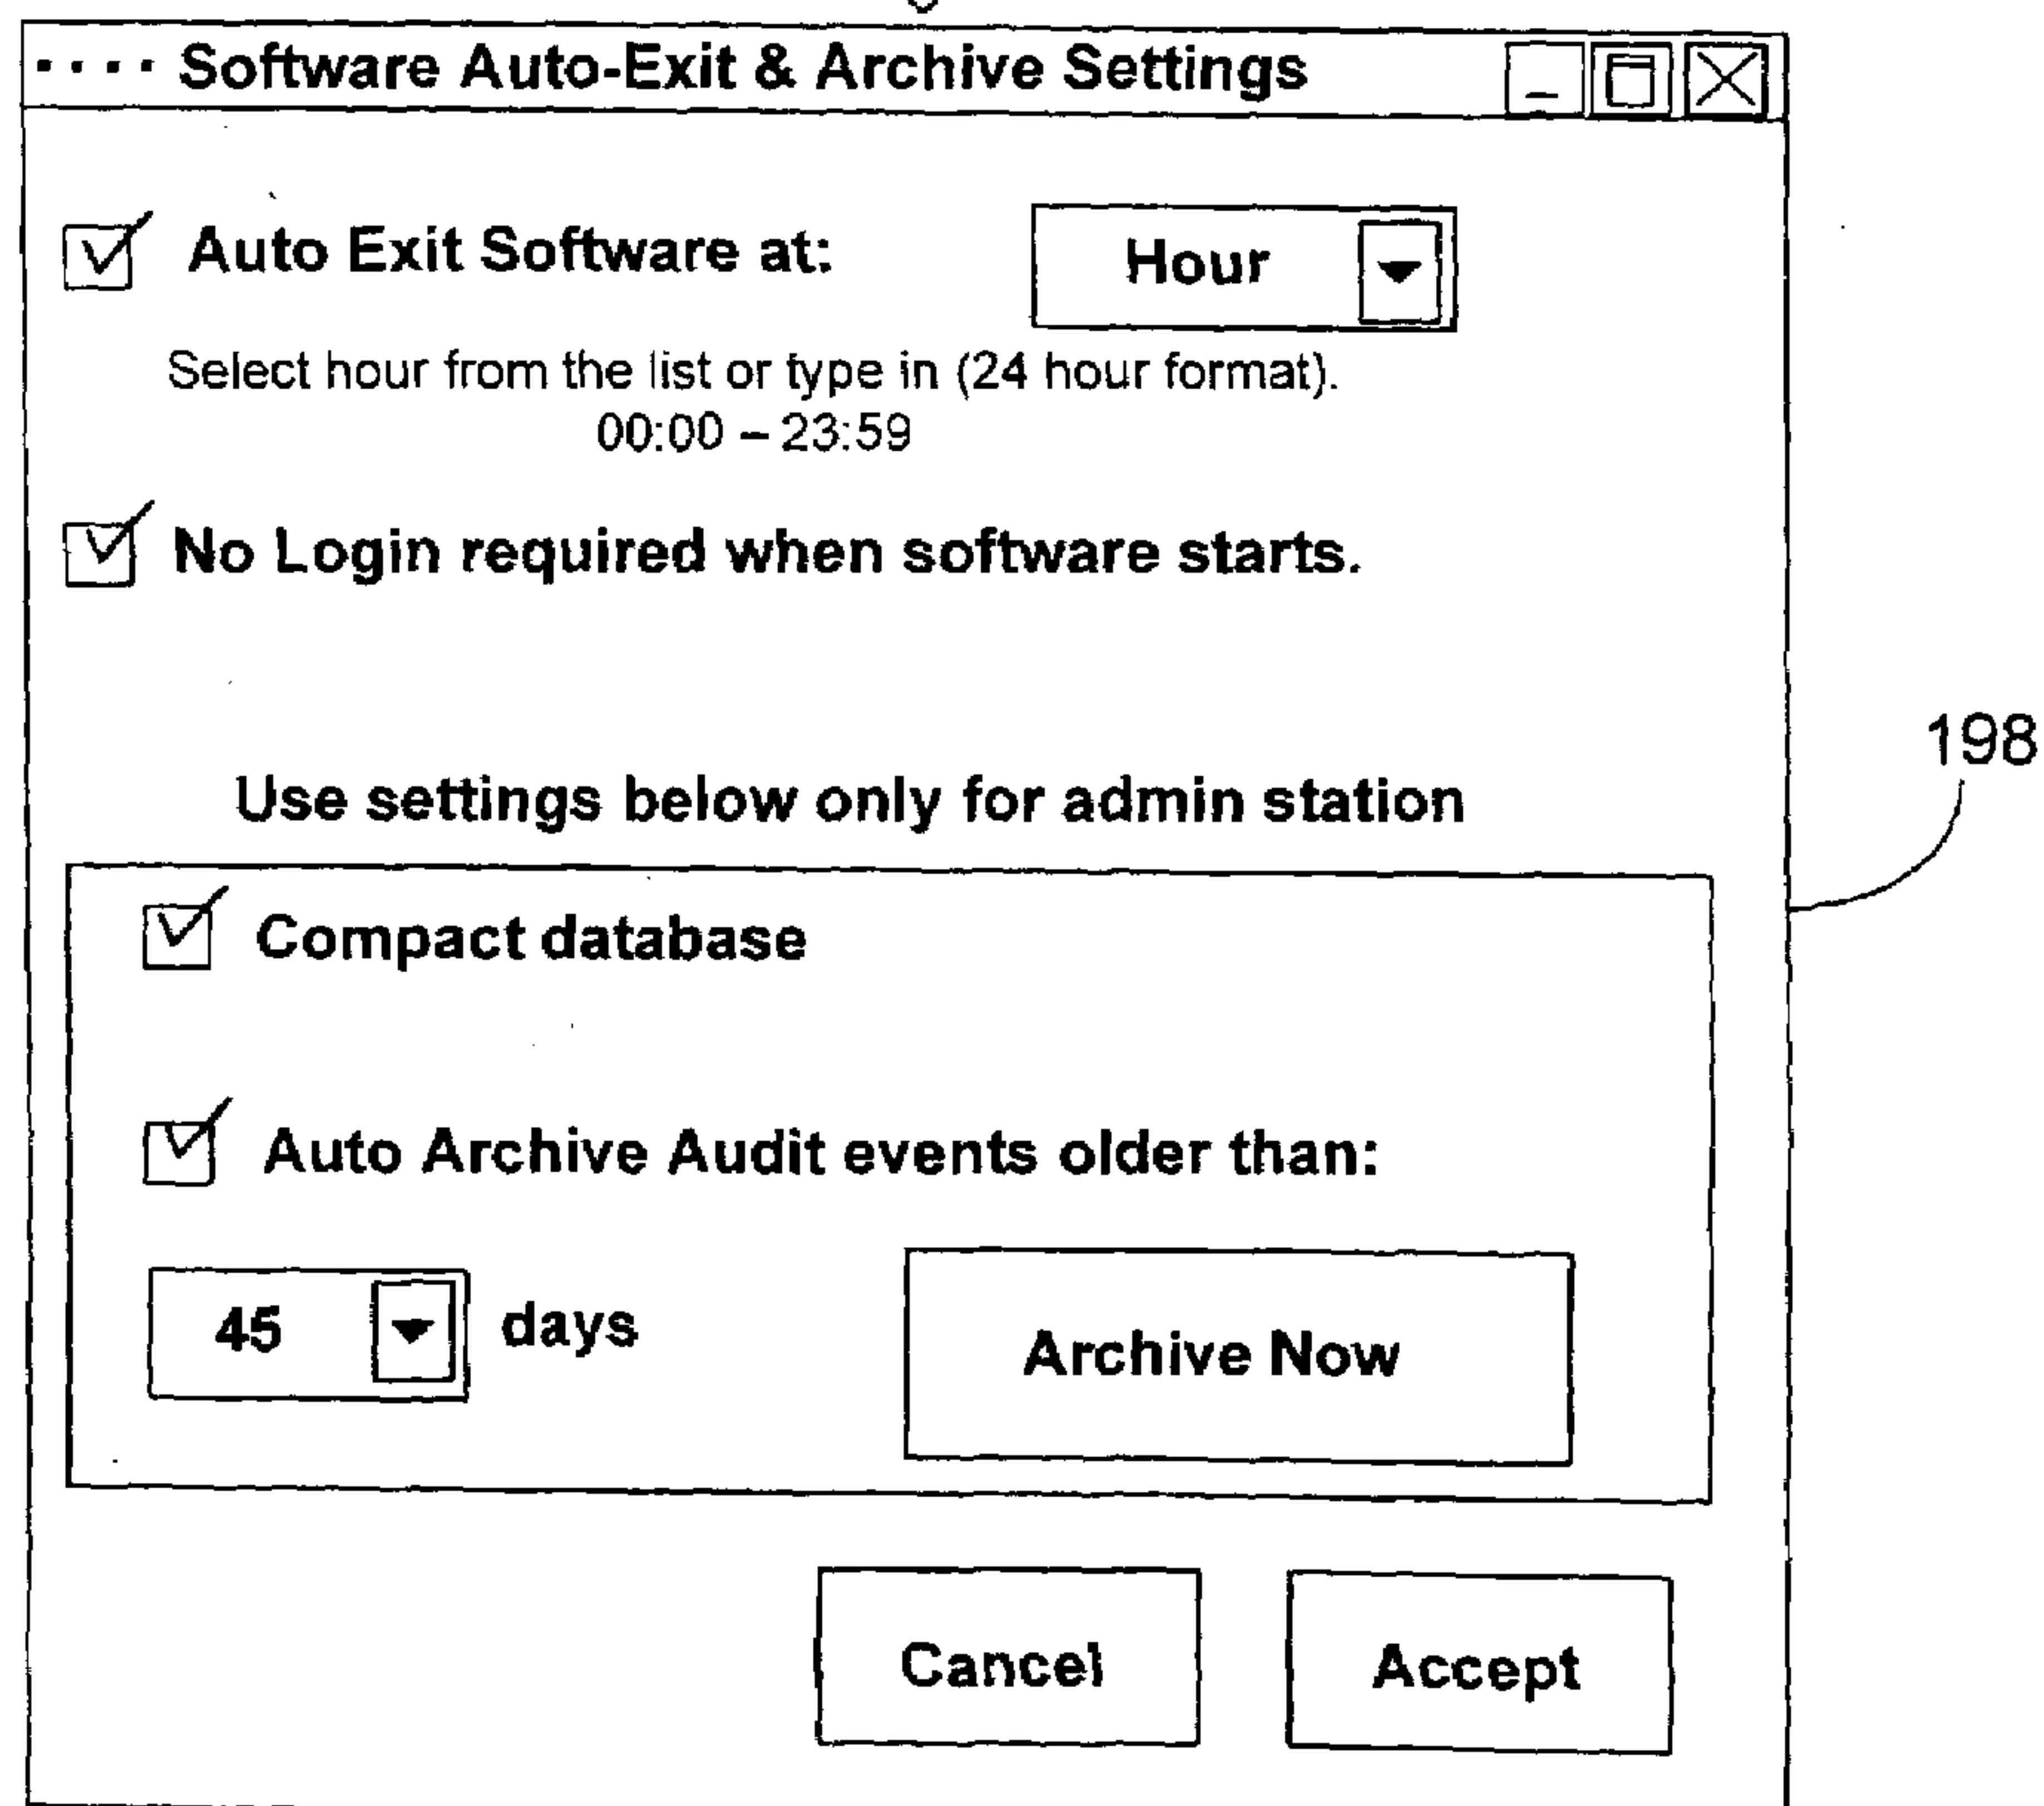 .... Software Auto-Exit & Archive Settings
Auto Exit Software at: Hour
Select hour from the list or type in (24 hour format).
00:00 – 23:59
No Login required when software starts.
198
Use settings below only for admin station
Compact database
Auto Archive Audit events older than:
45 days Archive Now
Cancel Accept